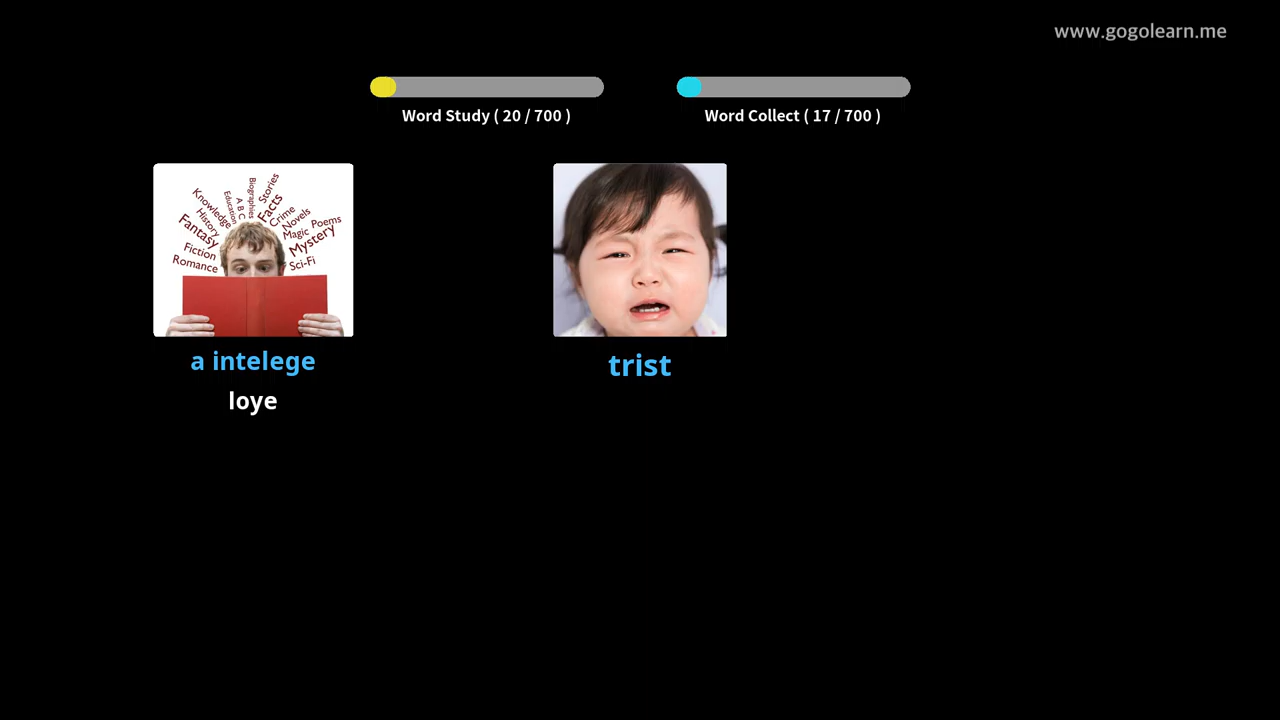 www.gogolearn.me
Word Study ( 20 / 700 )
Word Collect ( 17 / 700 )
Knowledge
History
Fantasy
Fiction
Romance
Education
A B C
Biographies
Stories
Facts
Crime
Novels
Magic
Poems
Mystery
Sci-Fi
a intelege
loye
trist